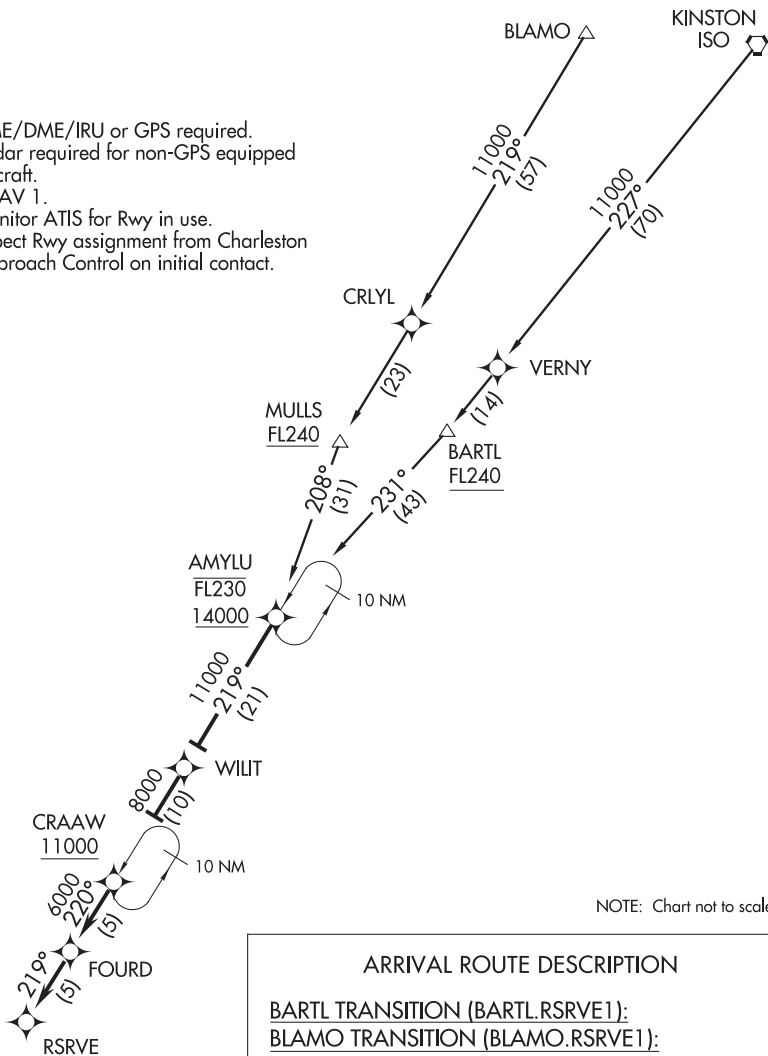 KINSTON
ISO
BLAMO
ME/DME/IRU or GPS required.
dar required for non-GPS equipped
craft.
AV 1.
nitor ATIS for Rwy in use.
pect Rwy assignment from Charleston
proach Control on initial contact.
11000
219°
(57)
11000
227°
(70)
CRLYL
(23)
VERNY
(14)
MULLS
FL240
BARTL
FL240
208°
(31)
231°
(43)
AMYLU
FL230
14000
10 NM
11000
219°
(21)
WILIT
8000
(10)
CRAAW
11000
10 NM
6000
220°
(5)
FOURD
219°
(5)
RSRVE
NOTE: Chart not to scale
ARRIVAL ROUTE DESCRIPTION
BARTL TRANSITION (BARTL.RSRVE1):
BLAMO TRANSITION (BLAMO.RSRVE1):